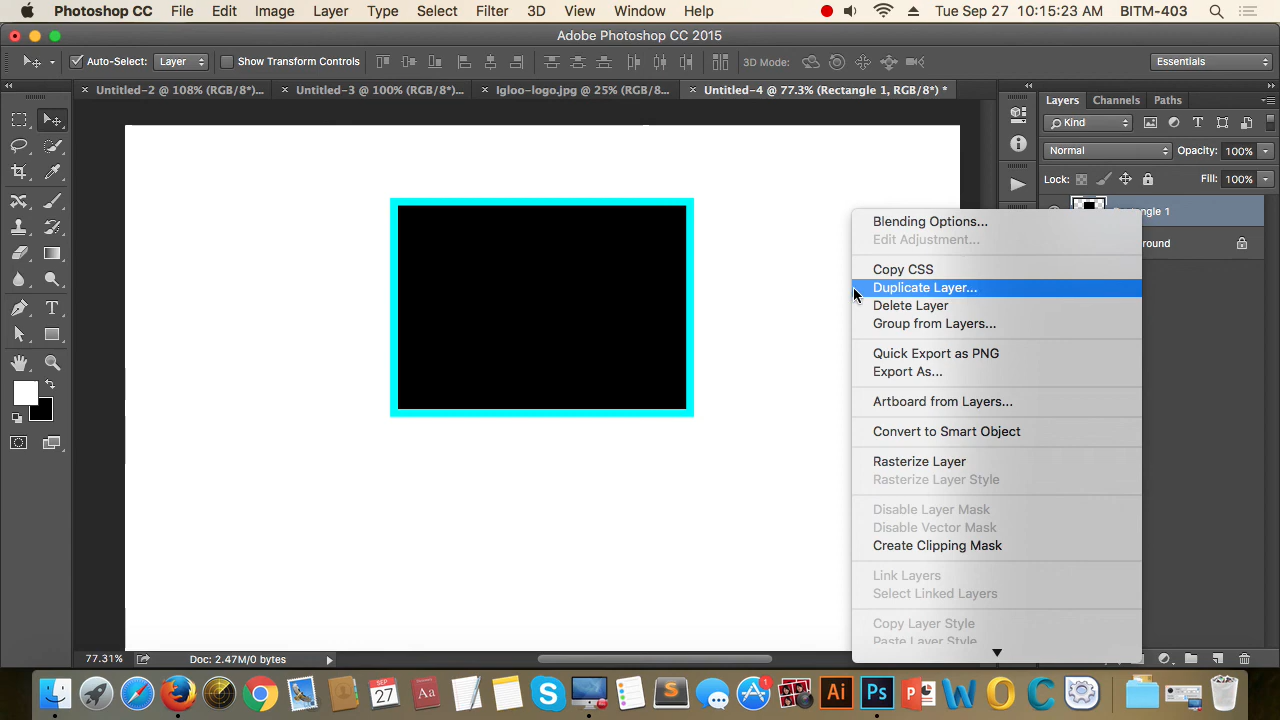 Photoshop CC File Edit Image Layer Type Select Filter 3D View Window Help Tue Sep 27 10:15:23 AM BITM-403
Adobe Photoshop CC 2015
Auto-Select: Layer Show Transform Controls 3D Mode: Essentials
Untitled-2 @ 108% (RGB/8*)... Untitled-3 @ 100% (RGB/8*)... Igloo-logo.jpg @ 25% (RGB/8... Untitled-4 @ 77.3% (Rectangle 1, RGB/8*) *
Layers Channels Paths
Kind
Normal Opacity: 100%
Lock: Fill: 100%
Rectangle 1
round
Blending Options...
Edit Adjustment...
Copy CSS
Duplicate Layer...
Delete Layer
Group from Layers...
Quick Export as PNG
Export As...
Artboard from Layers...
Convert to Smart Object
Rasterize Layer
Rasterize Layer Style
Disable Layer Mask
Disable Vector Mask
Create Clipping Mask
Link Layers
Select Linked Layers
Copy Layer Style
Paste Layer Style
77.31% Doc: 2.47M/0 bytes
SEP
27
Aa
S
1
Ai
Ps
P
W
O
C